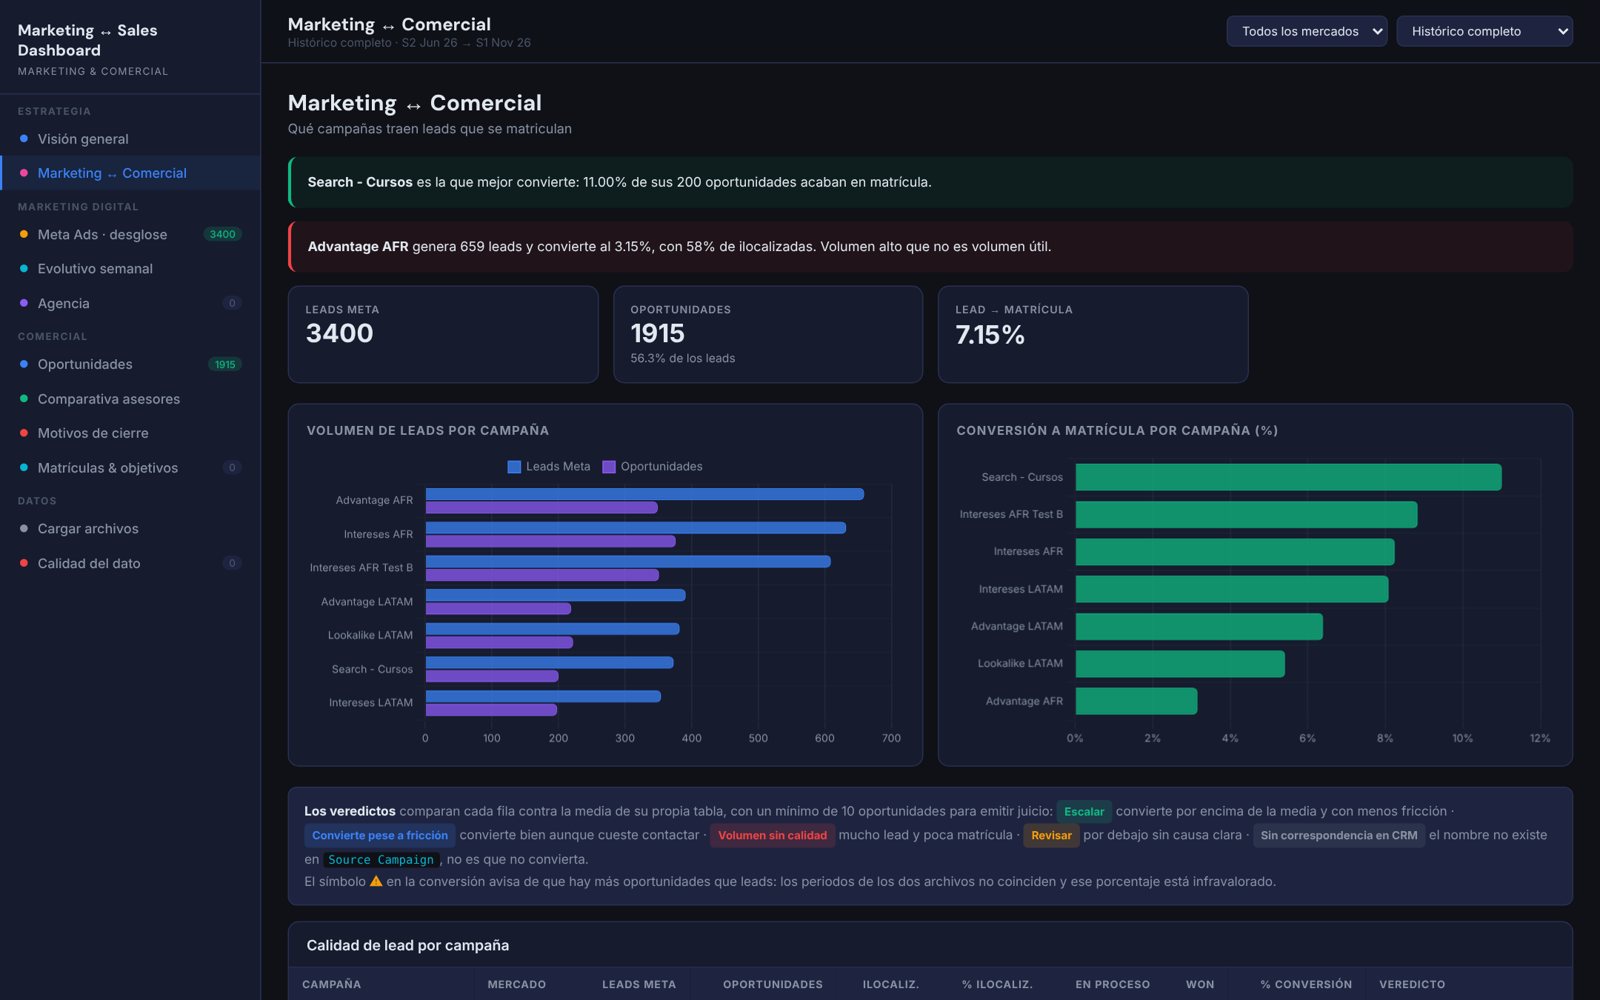 Marketing ↔ Sales
Dashboard
MARKETING & COMERCIAL
ESTRATEGIA
Visión general
Marketing ↔ Comercial
MARKETING DIGITAL
Meta Ads · desglose 3400
Evolutivo semanal
Agencia 0
COMERCIAL
Oportunidades 1915
Comparativa asesores
Motivos de cierre
Matrículas & objetivos 0
DATOS
Cargar archivos
Calidad del dato 0
Marketing ↔ Comercial
Histórico completo · S2 Jun 26 → S1 Nov 26
Todos los mercados
Histórico completo
Marketing ↔ Comercial
Qué campañas traen leads que se matriculan
Search - Cursos es la que mejor convierte: 11.00% de sus 200 oportunidades acaban en matrícula.
Advantage AFR genera 659 leads y convierte al 3.15%, con 58% de ilocalizadas. Volumen alto que no es volumen útil.
LEADS META
3400
OPORTUNIDADES
1915
56.3% de los leads
LEAD → MATRÍCULA
7.15%
VOLUMEN DE LEADS POR CAMPAÑA
Leads Meta Oportunidades
Advantage AFR
Intereses AFR
Intereses AFR Test B
Advantage LATAM
Lookalike LATAM
Search - Cursos
Intereses LATAM
0 100 200 300 400 500 600 700
CONVERSIÓN A MATRÍCULA POR CAMPAÑA (%)
Search - Cursos
Intereses AFR Test B
Intereses AFR
Intereses LATAM
Advantage LATAM
Lookalike LATAM
Advantage AFR
0% 2% 4% 6% 8% 10% 12%
Los veredictos comparan cada fila contra la media de su propia tabla, con un mínimo de 10 oportunidades para emitir juicio: Escalar convierte por encima de la media y con menos fricción ·
Convierte pese a fricción convierte bien aunque cueste contactar · Volumen sin calidad mucho lead y poca matrícula · Revisar por debajo sin causa clara · Sin correspondencia en CRM el nombre no existe
en Source Campaign, no es que no convierta.
El símbolo ⚠ en la conversión avisa de que hay más oportunidades que leads: los periodos de los dos archivos no coinciden y ese porcentaje está infravalorado.
Calidad de lead por campaña
CAMPAÑA MERCADO LEADS META OPORTUNIDADES ILOCALIZ. % ILOCALIZ. EN PROCESO WON % CONVERSIÓN VEREDICTO